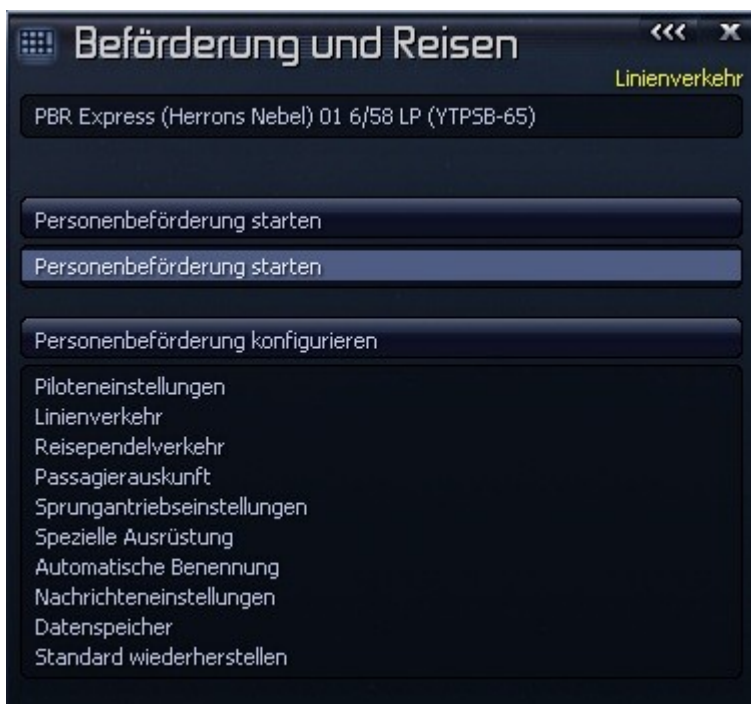 Beförderung und Reisen
<<< X
Linienverkehr
PBR Express (Herrons Nebel) 01 6/58 LP (YTPSB-65)
Personenbeförderung starten
Personenbeförderung starten
Personenbeförderung konfigurieren
Piloteneinstellungen
Linienverkehr
Reisependelverkehr
Passagierauskunft
Sprungantriebseinstellungen
Spezielle Ausrüstung
Automatische Benennung
Nachrichteneinstellungen
Datenspeicher
Standard wiederherstellen